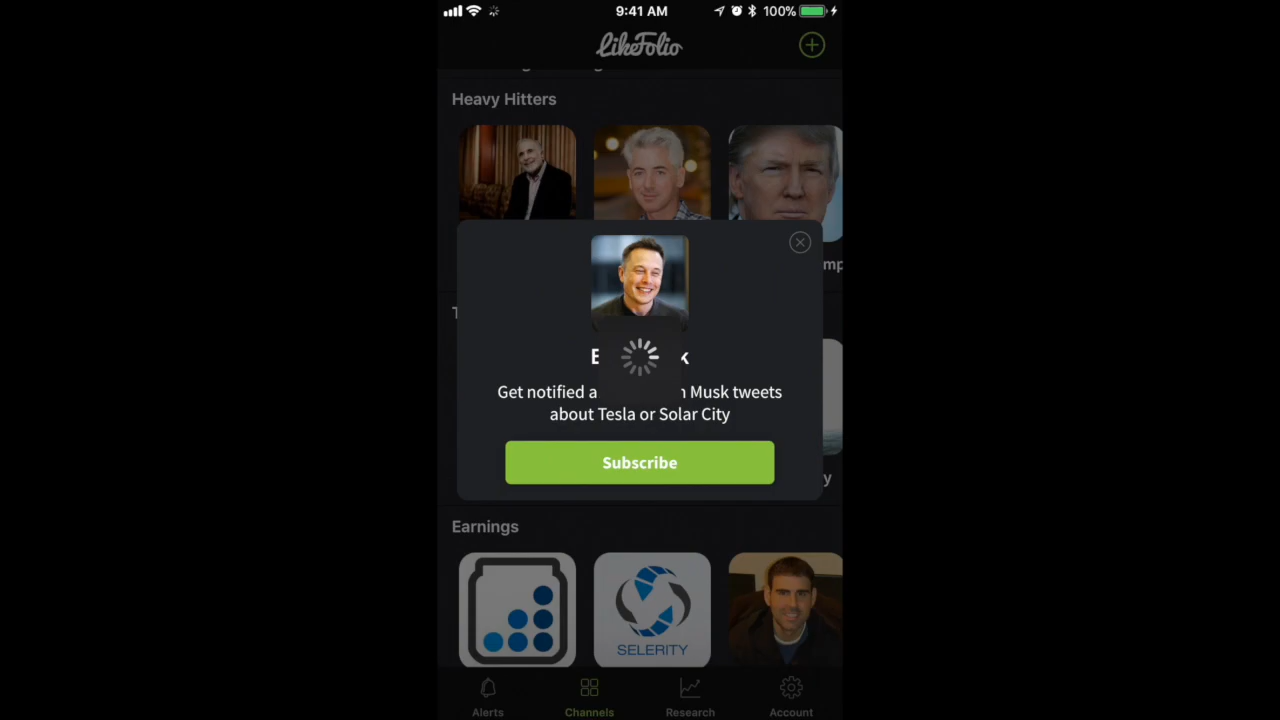 9:41 AM
100%
LikeFolio
Heavy Hitters
Get notified a Musk tweets
about Tesla or Solar City
Subscribe
Earnings
SELERITY
Alerts
Channels
Research
Account